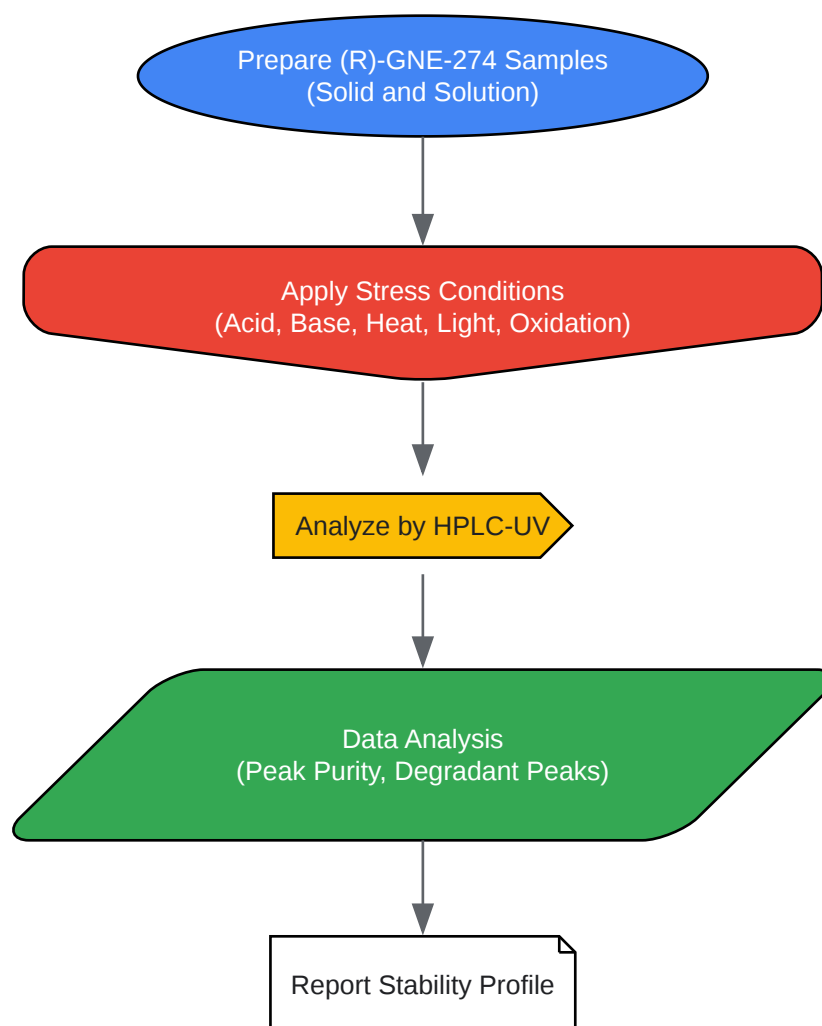 Prepare (R)-GNE-274 Samples
(Solid and Solution)
Apply Stress Conditions
(Acid, Base, Heat, Light, Oxidation)
Analyze by HPLC-UV
Data Analysis
(Peak Purity, Degradant Peaks)
Report Stability Profile